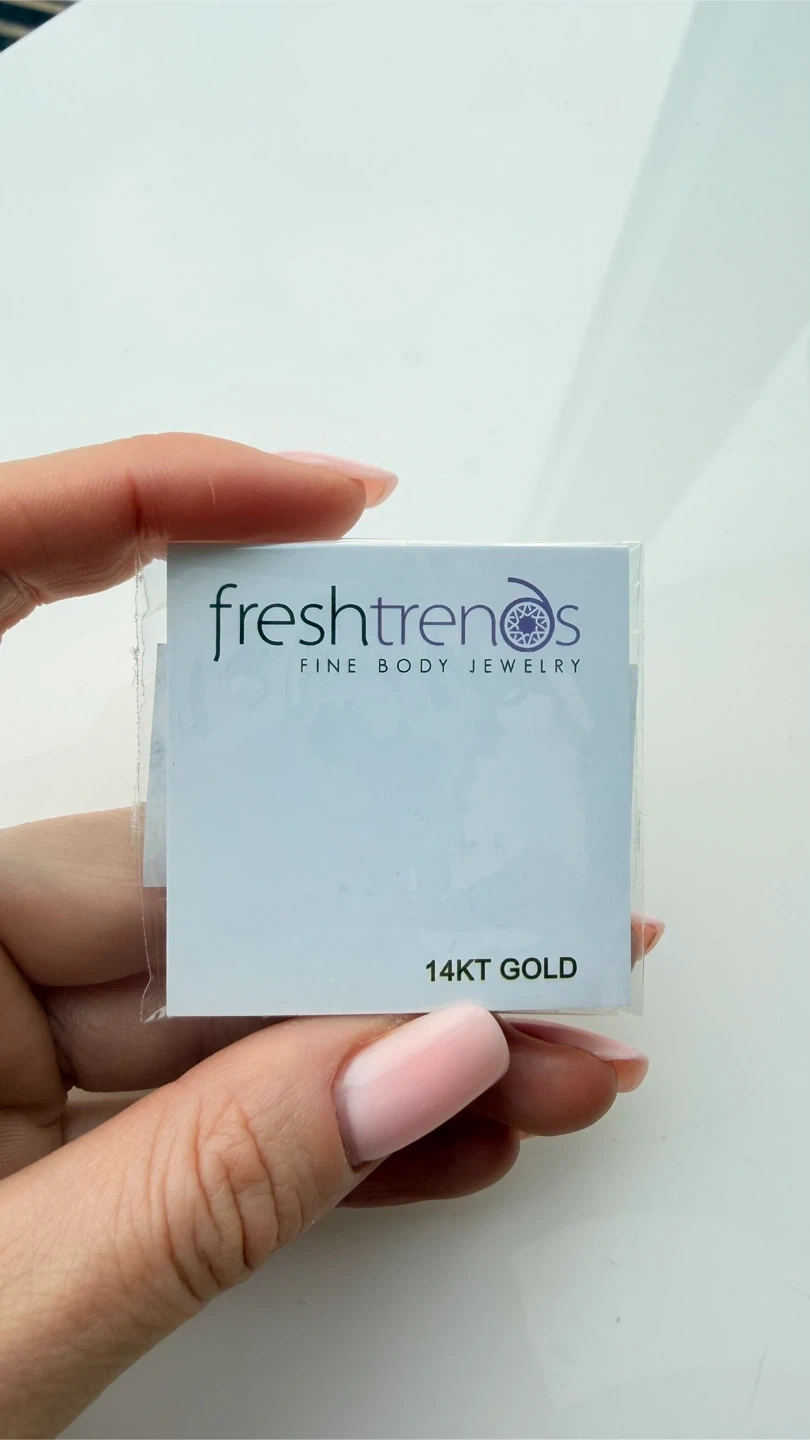 freshtrends
FINE BODY JEWELRY
14KT GOLD